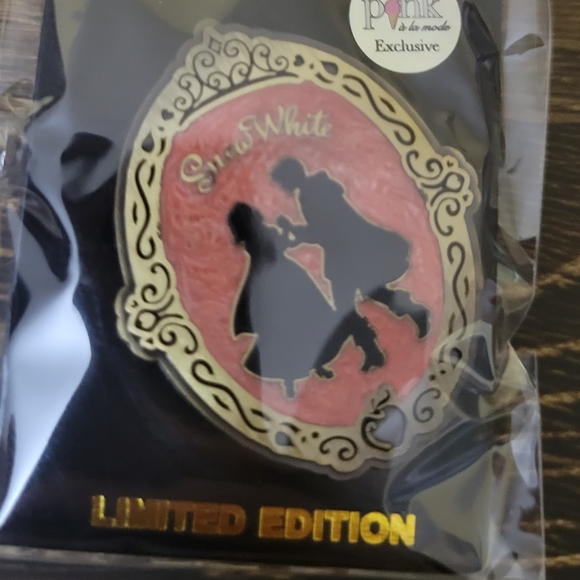 pink
à la mode
Exclusive
Snow White
LIMITED EDITION